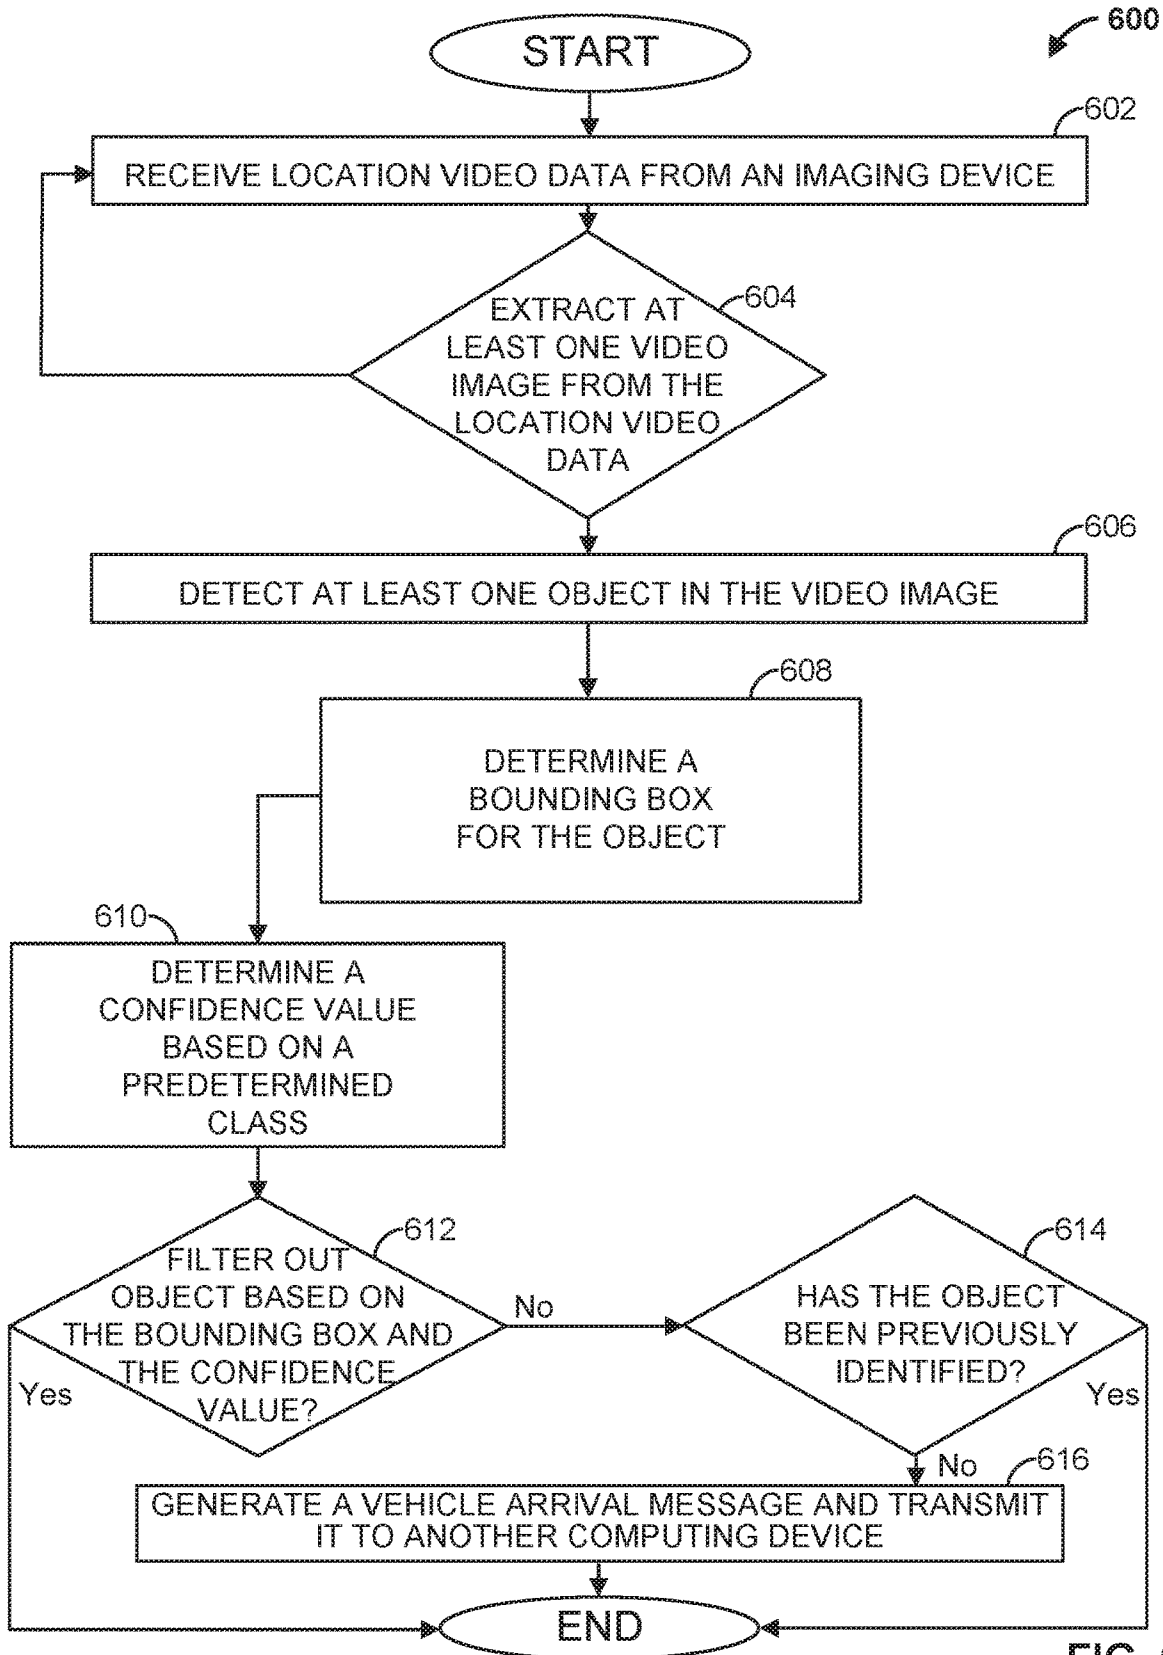 600
START
602
RECEIVE LOCATION VIDEO DATA FROM AN IMAGING DEVICE
604
EXTRACT AT
LEAST ONE VIDEO
IMAGE FROM THE
LOCATION VIDEO
DATA
606
DETECT AT LEAST ONE OBJECT IN THE VIDEO IMAGE
608
DETERMINE A
BOUNDING BOX
FOR THE OBJECT
610
DETERMINE A
CONFIDENCE VALUE
BASED ON A
PREDETERMINED
CLASS
612
FILTER OUT
OBJECT BASED ON
THE BOUNDING BOX AND
THE CONFIDENCE
VALUE?
Yes
No
614
HAS THE OBJECT
BEEN PREVIOUSLY
IDENTIFIED?
Yes
No
616
GENERATE A VEHICLE ARRIVAL MESSAGE AND TRANSMIT
IT TO ANOTHER COMPUTING DEVICE
END
FIG.